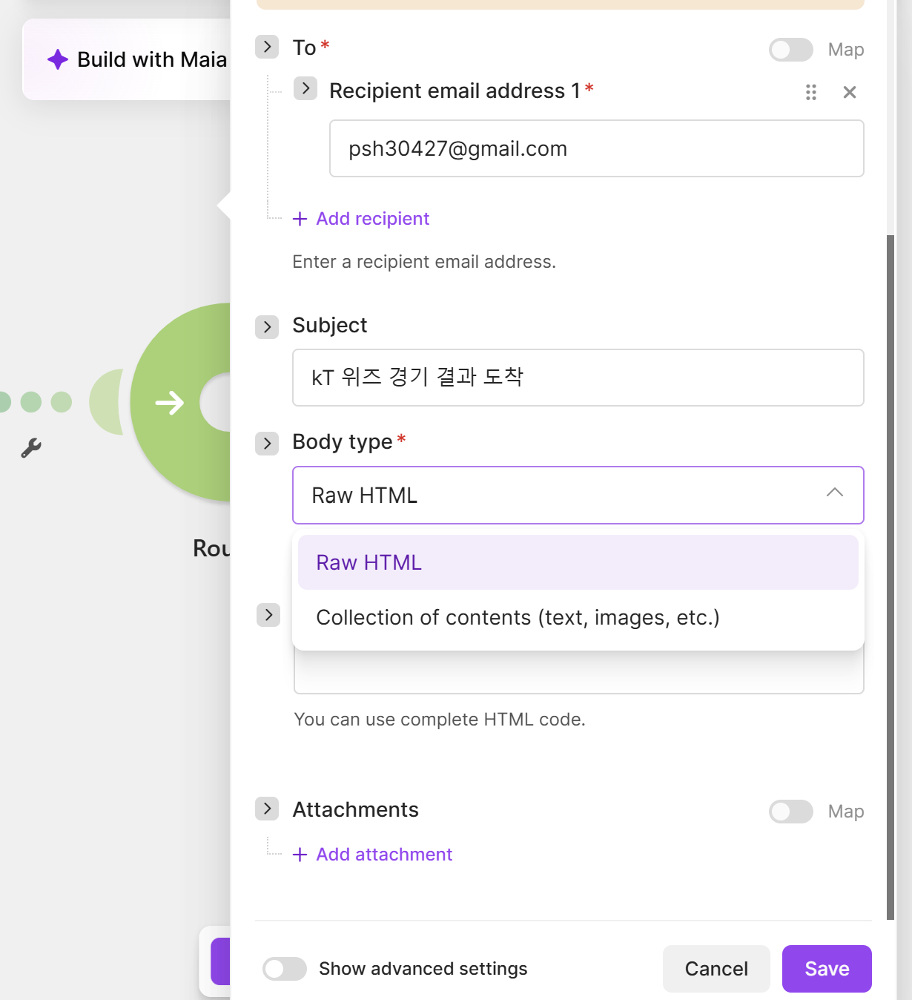 Build with Maia
To *
Map
Recipient email address 1 *
psh30427@gmail.com
+ Add recipient
Enter a recipient email address.
Subject
kT 위즈 경기 결과 도착
Body type *
Raw HTML
Raw HTML
Collection of contents (text, images, etc.)
You can use complete HTML code.
Rou
Attachments
Map
+ Add attachment
Show advanced settings
Cancel
Save